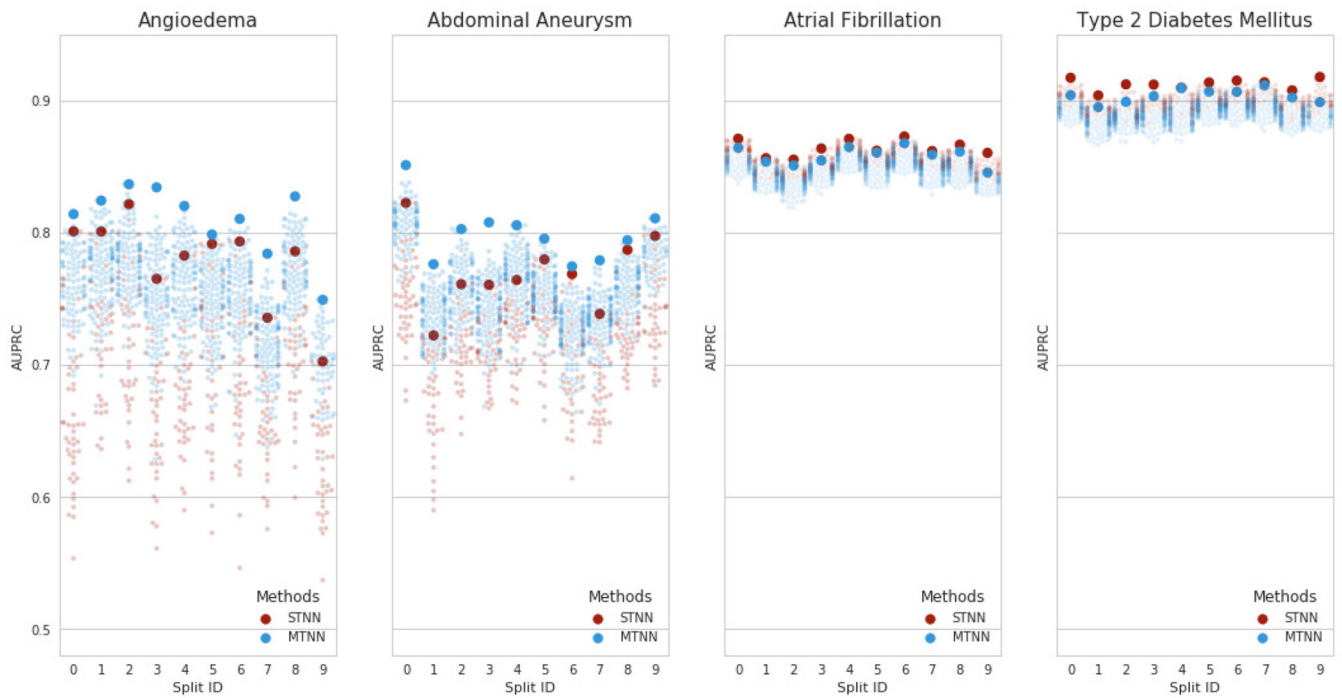 Angioedema
Abdominal Aneurysm
Atrial Fibrillation
Type 2 Diabetes Mellitus
0.9
0.8
0.7
0.6
0.5
AUPRC
AUPRC
AUPRC
AUPRC
Methods
STNN
MTNN
Methods
STNN
MTNN
Methods
STNN
MTNN
Methods
STNN
MTNN
0 1 2 3 4 5 6 7 8 9
0 1 2 3 4 5 6 7 8 9
0 1 2 3 4 5 6 7 8 9
0 1 2 3 4 5 6 7 8 9
Split ID
Split ID
Split ID
Split ID